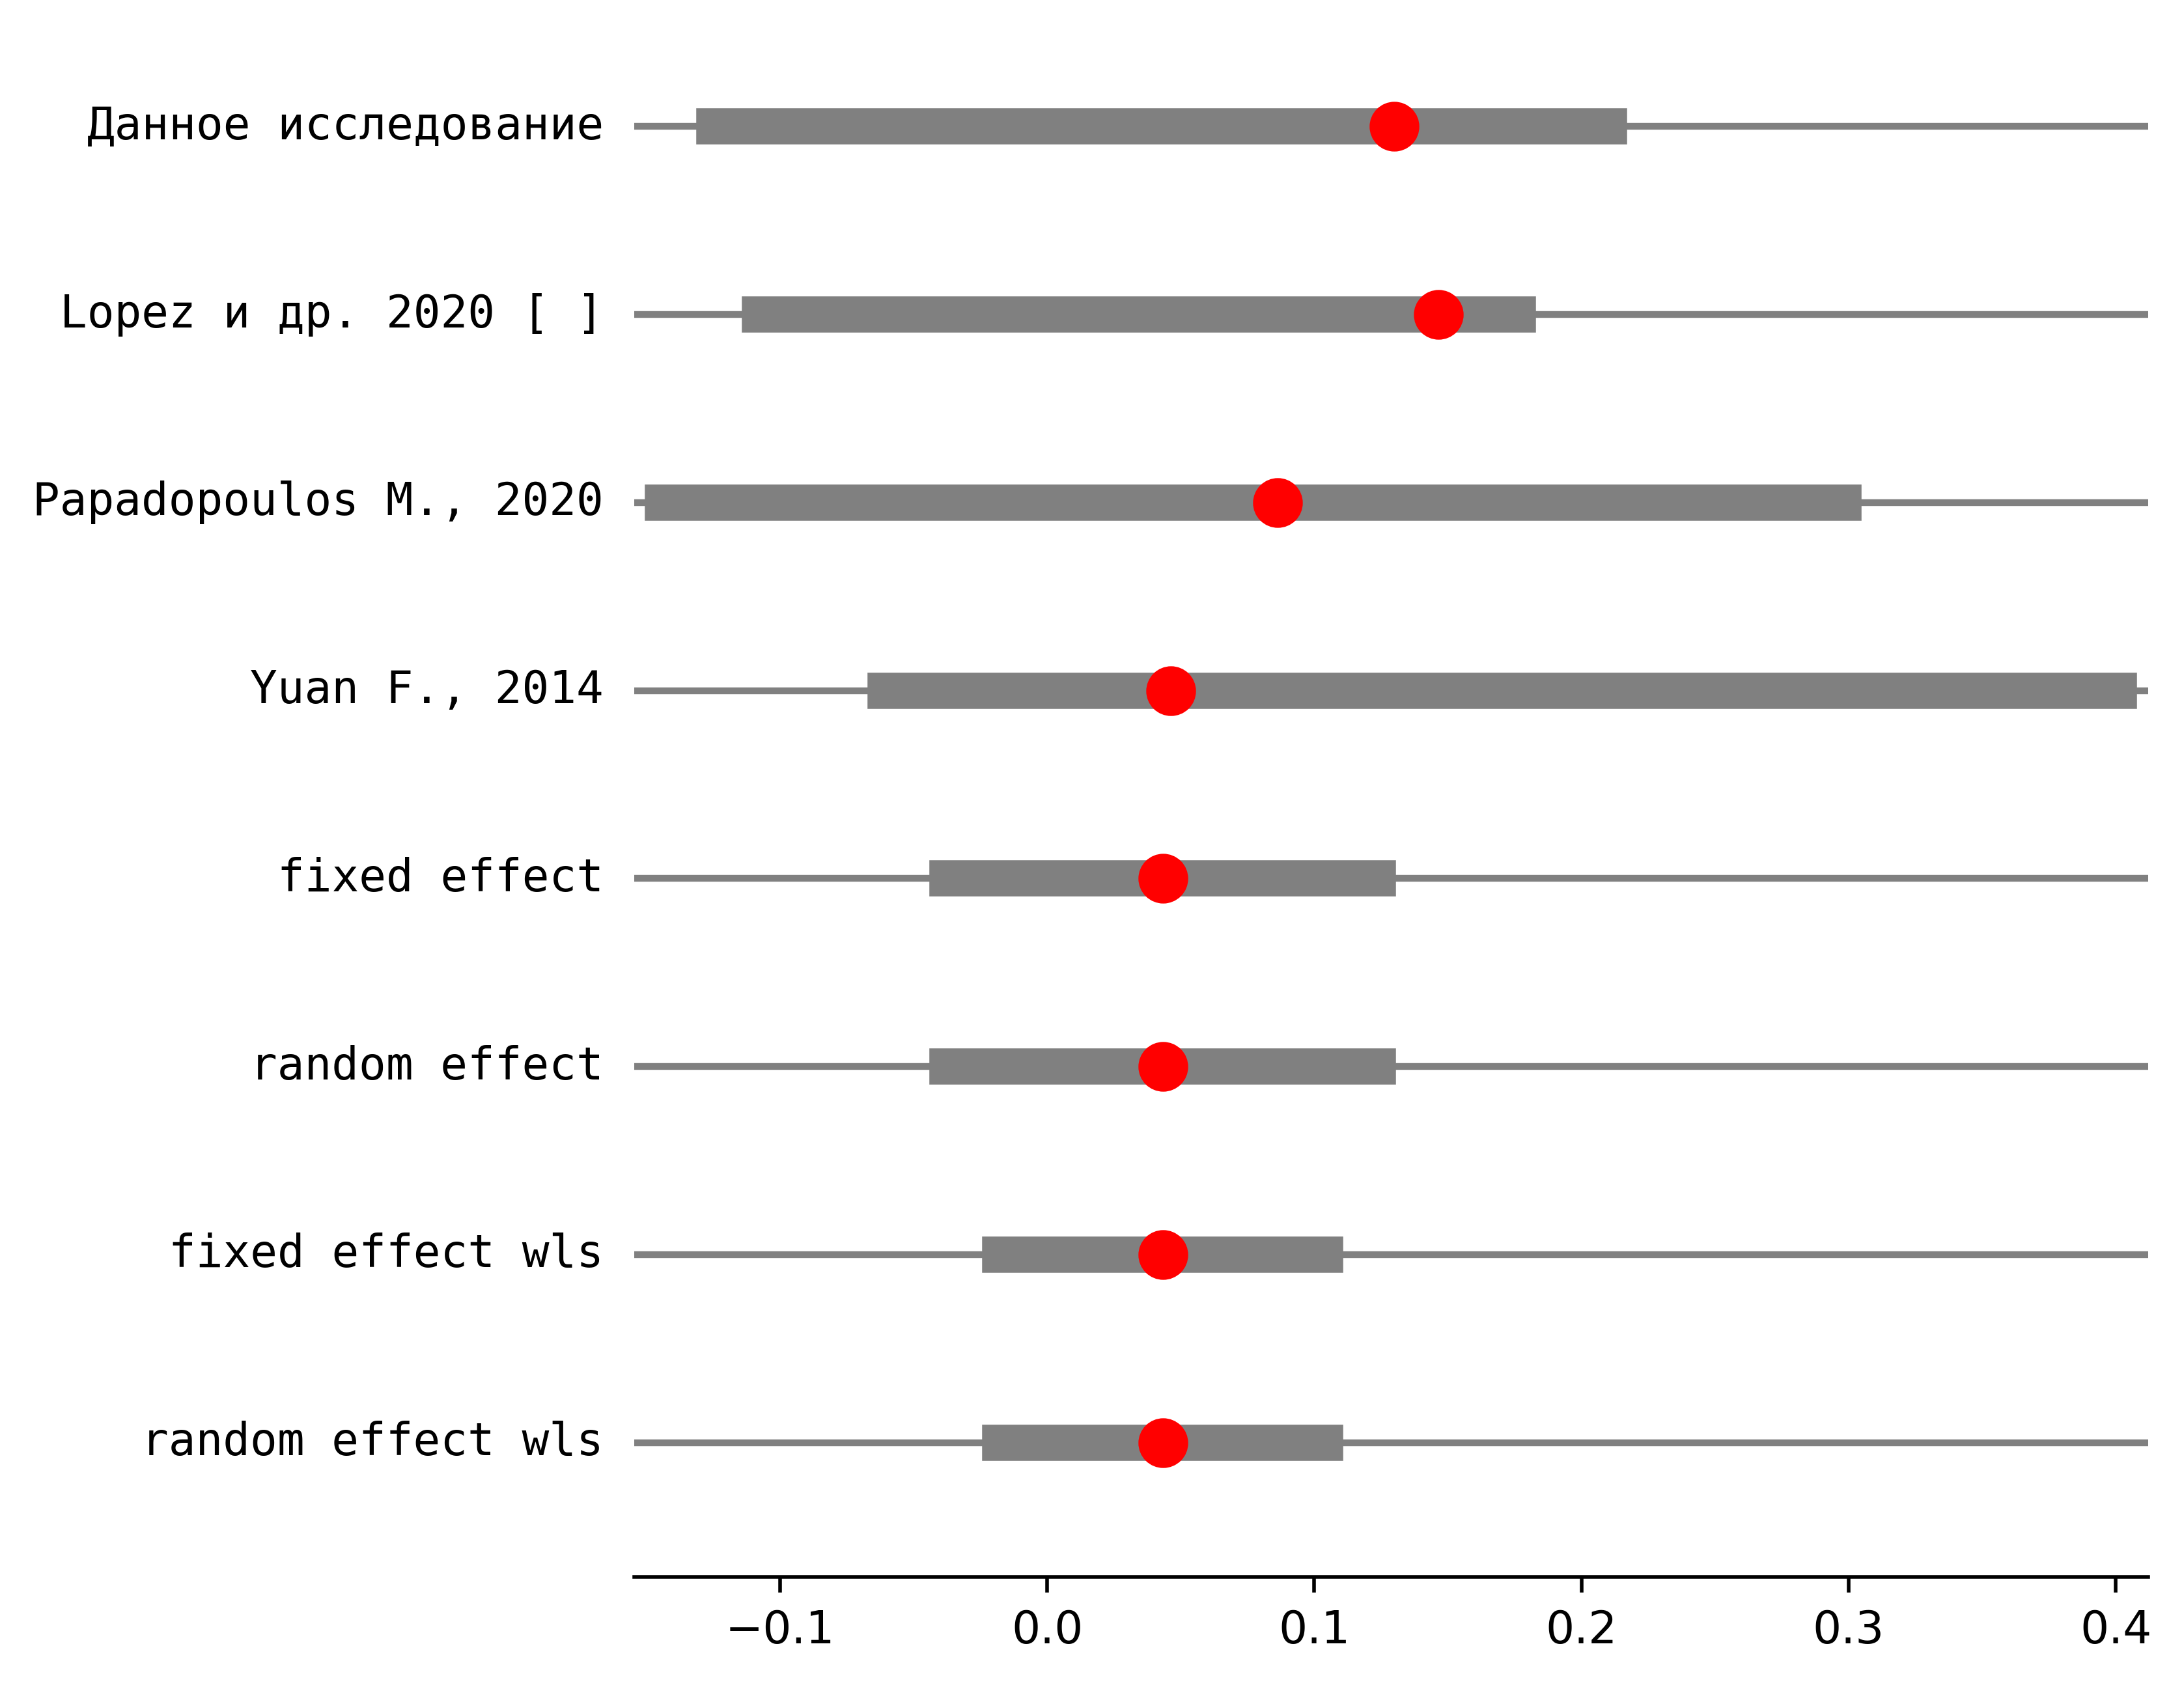 Данное исследование
Lopez и др. 2020 [ ]
Papadopoulos M., 2020
Yuan F., 2014
fixed effect
random effect
fixed effect wls
random effect wls
−0.1 0.0 0.1 0.2 0.3 0.4